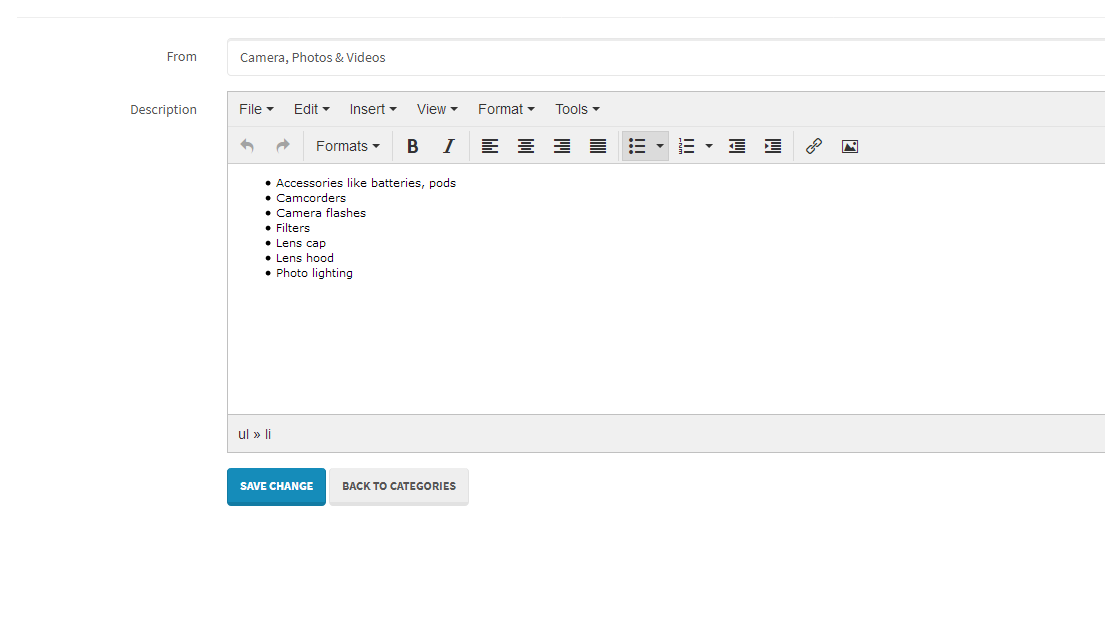 From
Camera, Photos & Videos
Description
File Edit Insert View Format Tools
Formats B I
Accessories like batteries, pods
Camcorders
Camera flashes
Filters
Lens cap
Lens hood
Photo lighting
ul » li
SAVE CHANGE BACK TO CATEGORIES